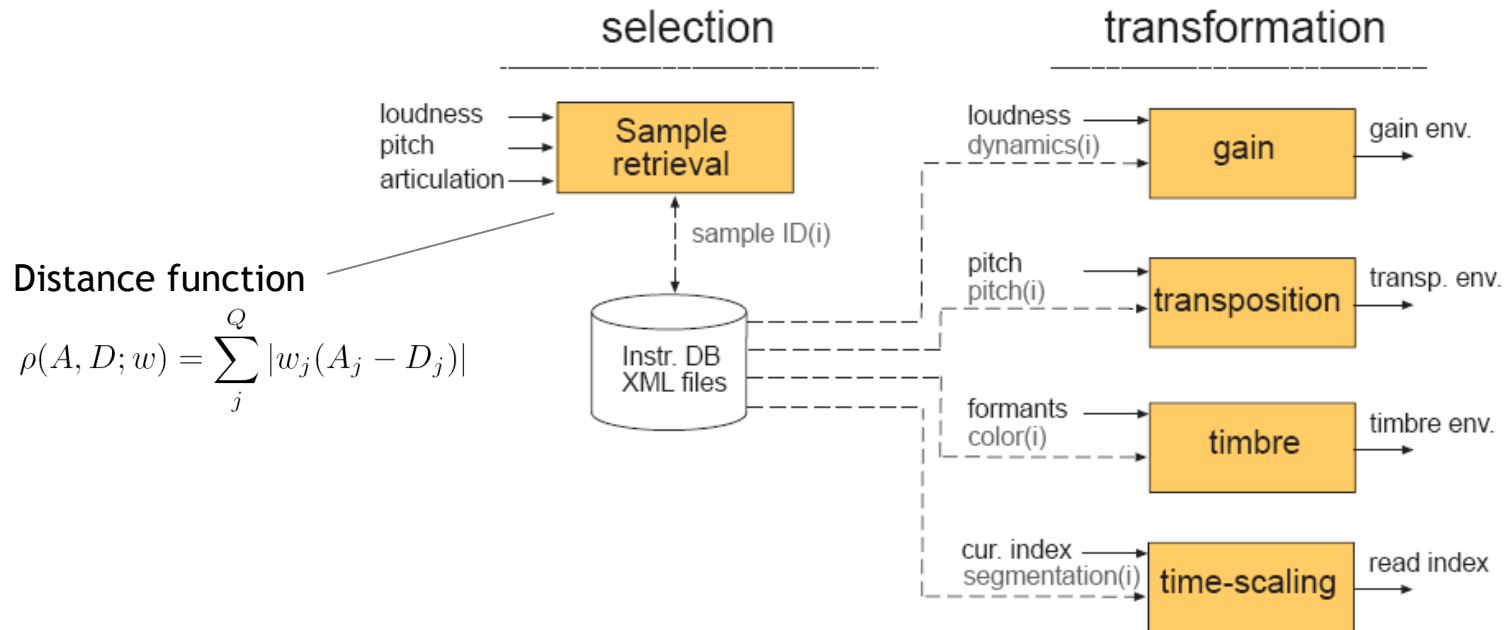 selection
transformation
loudness
pitch
articulation
Sample
retrieval
sample ID(i)
Distance function
ρ(A, D; w) = \sum_{j}^{Q} |w_j(A_j − D_j)|
Instr. DB
XML files
loudness
dynamics(i)
gain
gain env.
pitch
pitch(i)
transposition
transp. env.
formants
color(i)
timbre
timbre env.
cur. index
segmentation(i)
time-scaling
read index